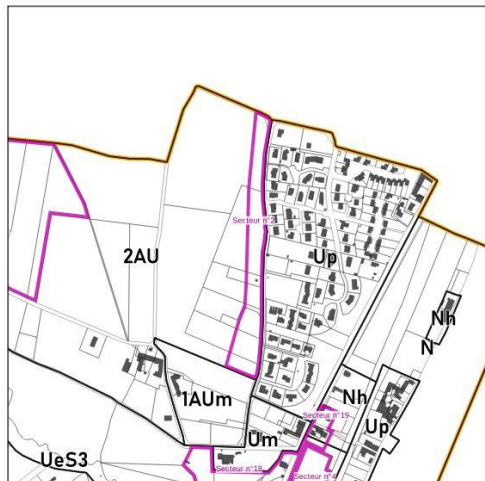 Secteur n°2
2AU
Up
Nh
N
1AUm
Nh
Secteur n°19
Up
Um
UeS3
Secteur n°18
Secteur n°4